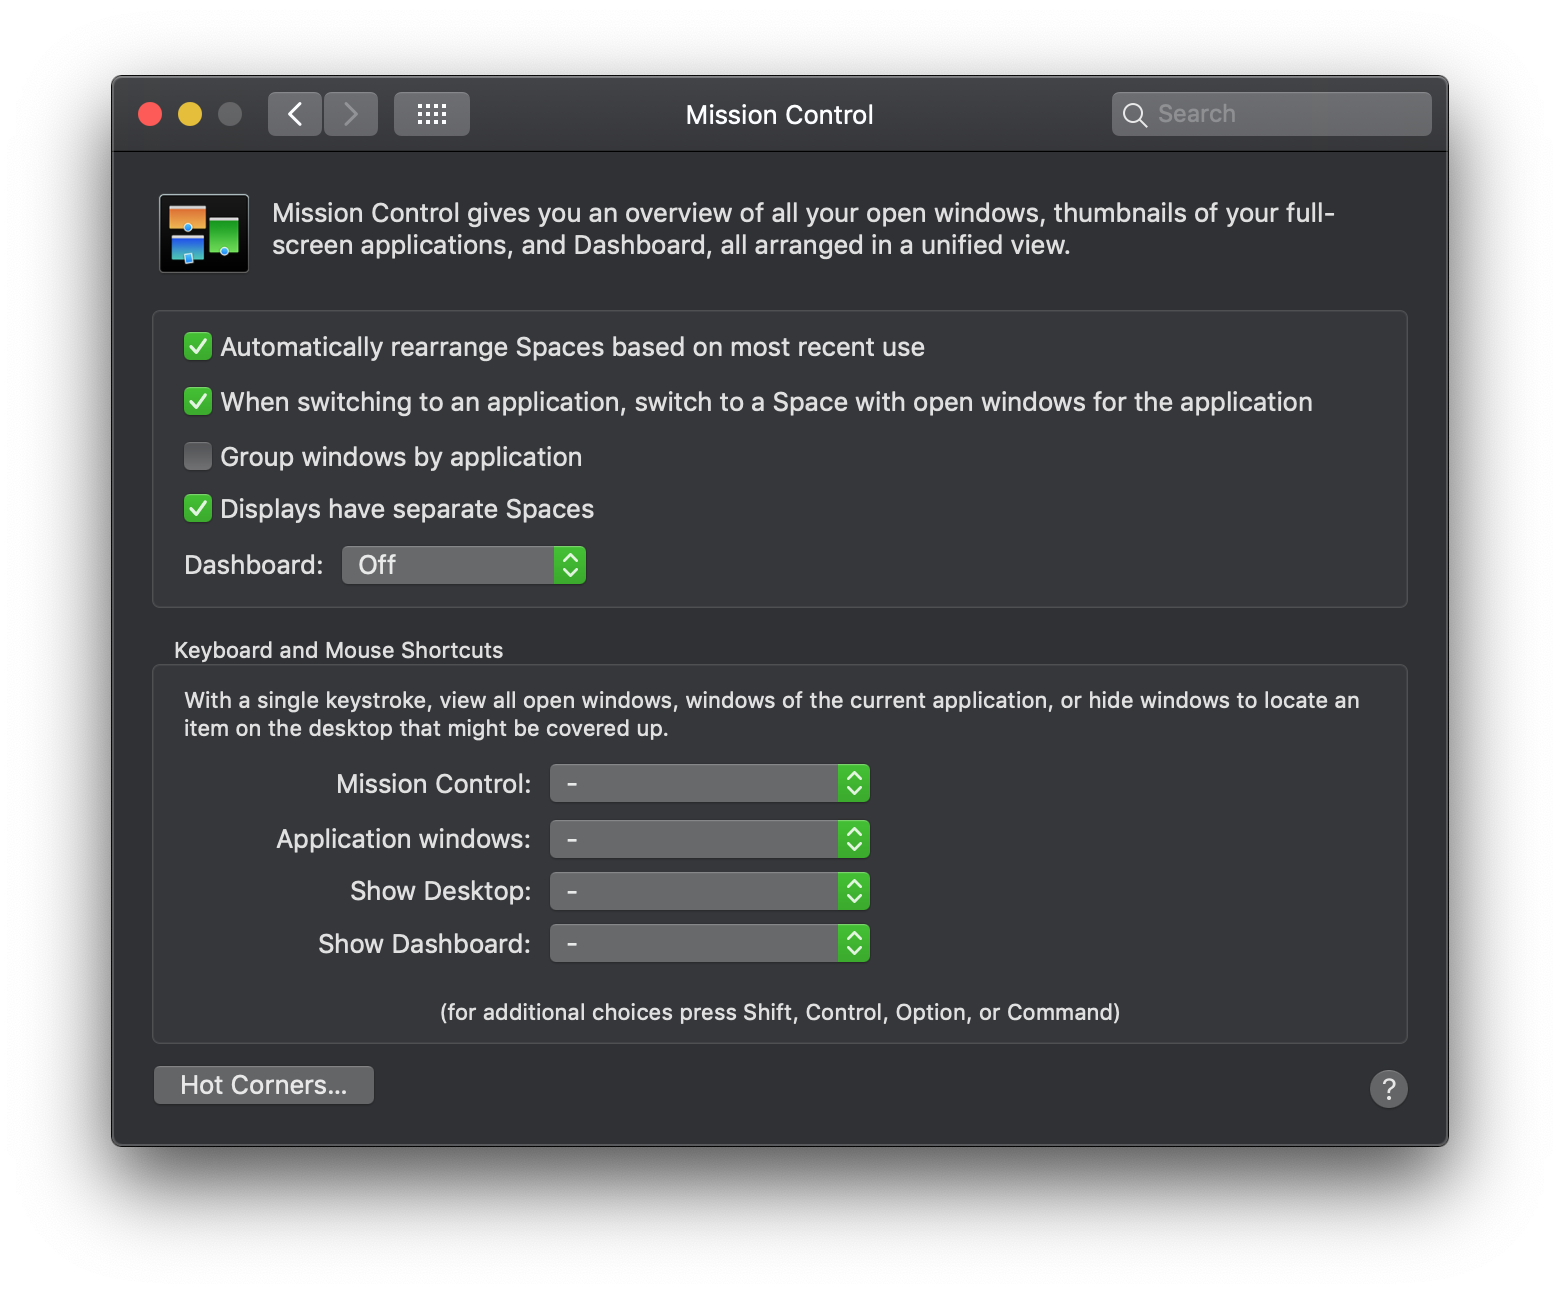 Mission Control
Search
Mission Control gives you an overview of all your open windows, thumbnails of your full-
screen applications, and Dashboard, all arranged in a unified view.
Automatically rearrange Spaces based on most recent use
When switching to an application, switch to a Space with open windows for the application
Group windows by application
Displays have separate Spaces
Dashboard: Off
Keyboard and Mouse Shortcuts
With a single keystroke, view all open windows, windows of the current application, or hide windows to locate an
item on the desktop that might be covered up.
Mission Control: -
Application windows: -
Show Desktop: -
Show Dashboard: -
(for additional choices press Shift, Control, Option, or Command)
Hot Corners...
?